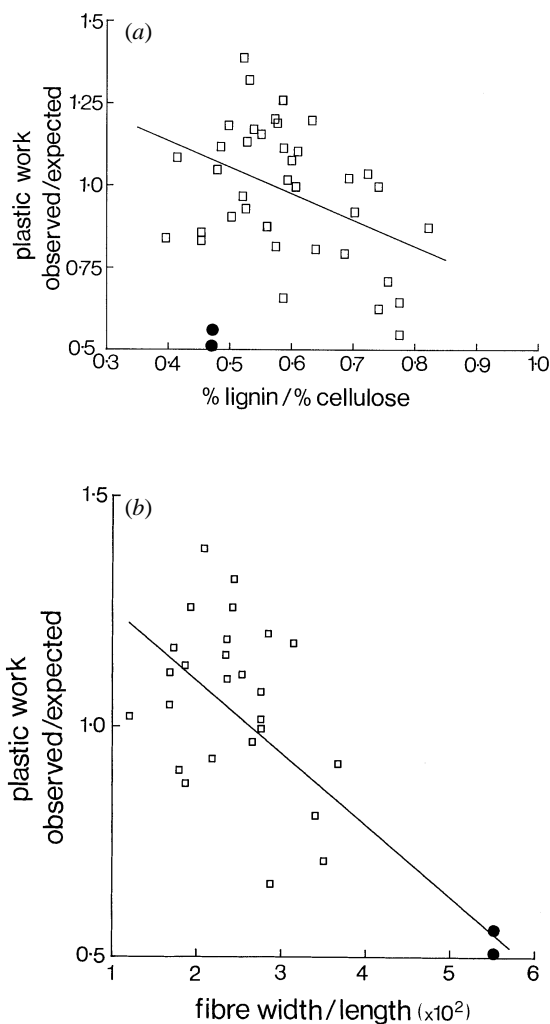 (a)
1·5
1·25
1·0
0·75
0·5
plastic work
observed/expected
0·3 0·4 0·5 0·6 0·7 0·8 0·9 1·0
% lignin/% cellulose
(b)
1·5
1·0
0·5
plastic work
observed/expected
1 2 3 4 5 6
fibre width/length (×10²)